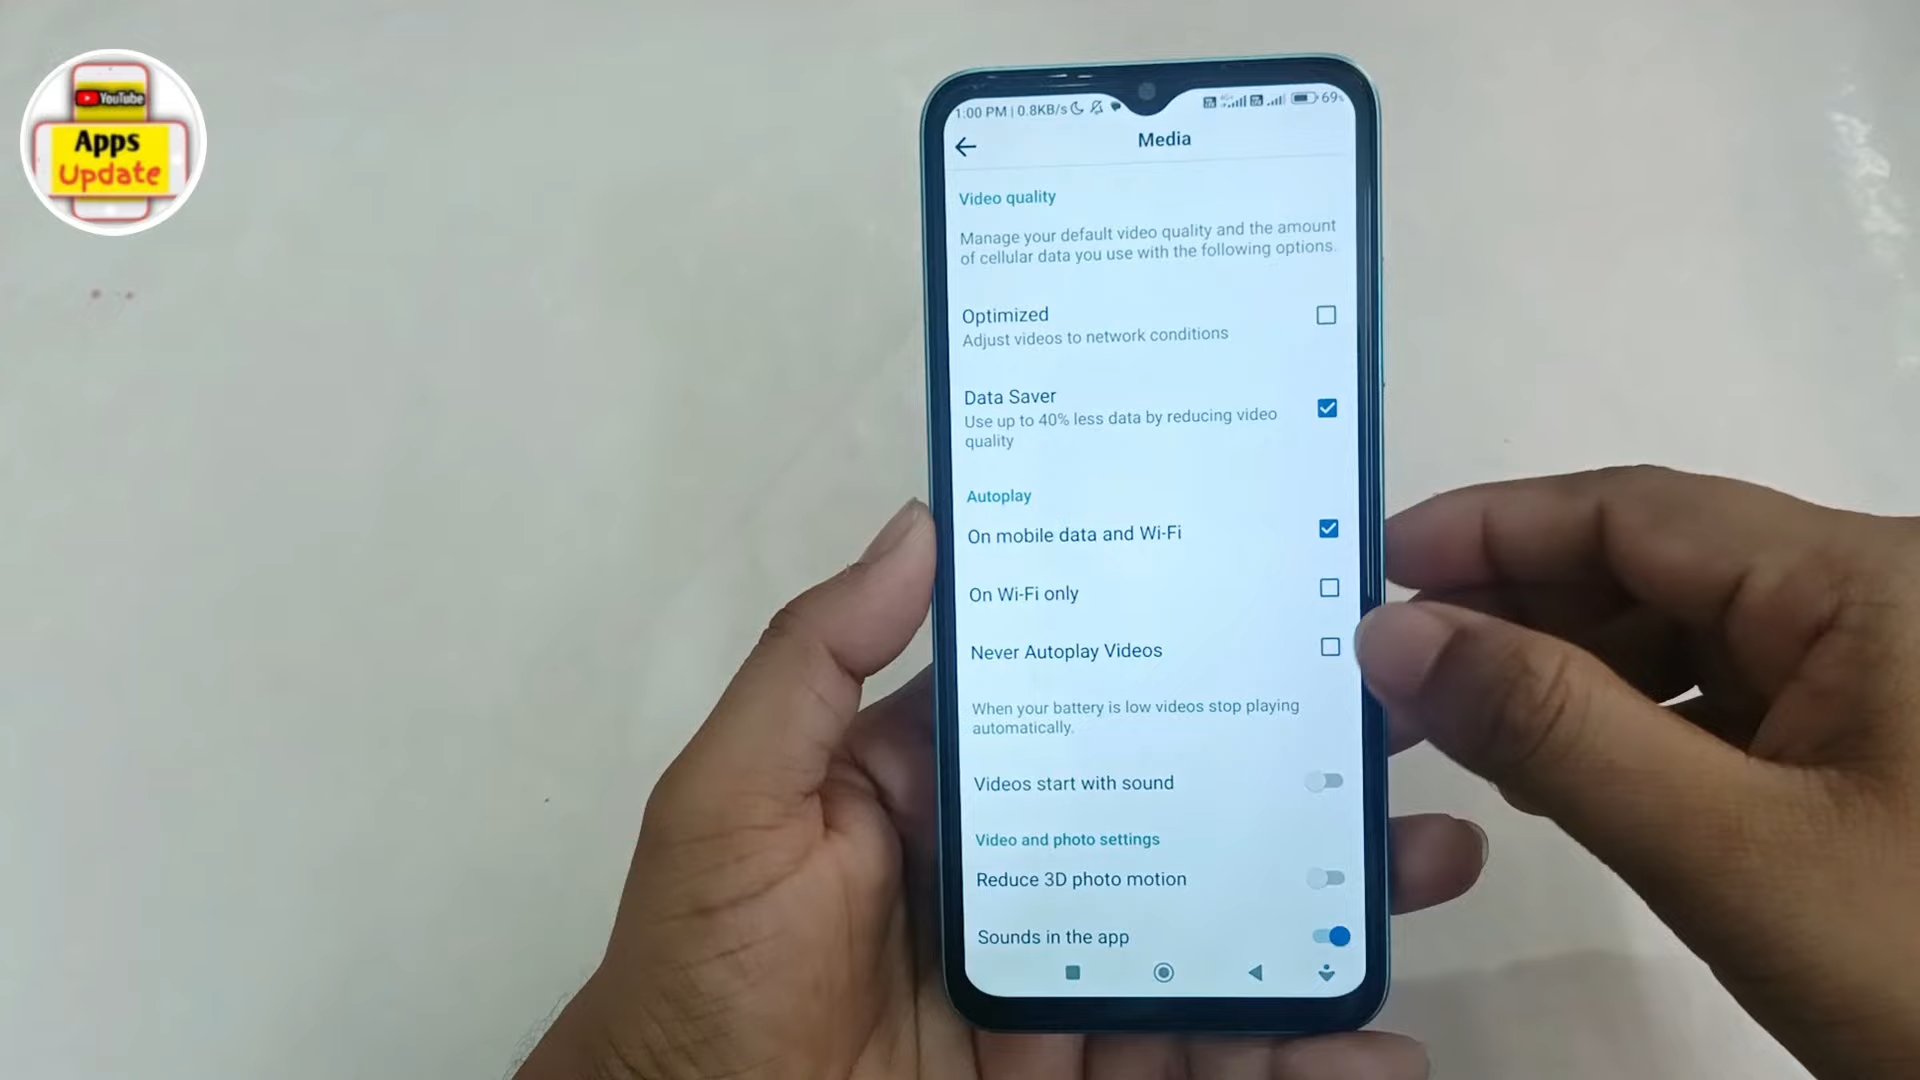 YouTube
Apps
Update
1:00 PM | 0.8KB/s
69%
Media
Video quality
Manage your default video quality and the amount
of cellular data you use with the following options.
Optimized
Adjust videos to network conditions
Data Saver
Use up to 40% less data by reducing video
quality
Autoplay
On mobile data and Wi-Fi
On Wi-Fi only
Never Autoplay Videos
When your battery is low videos stop playing
automatically.
Videos start with sound
Video and photo settings
Reduce 3D photo motion
Sounds in the app